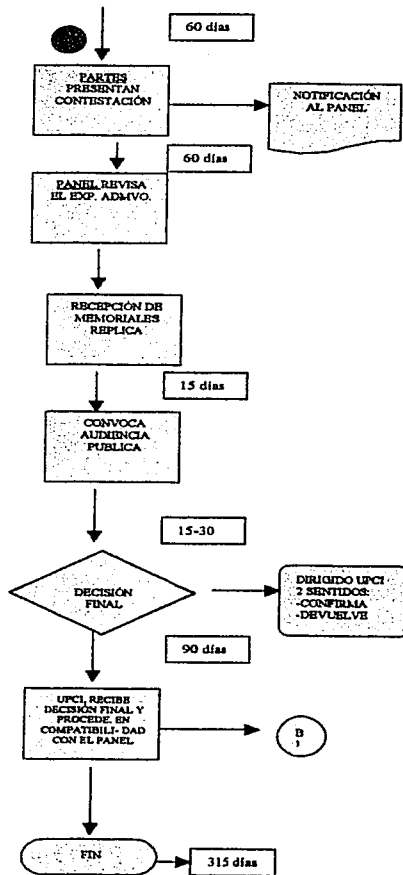 60 días
PARTES
PRESENTAN
CONTESTACIÓN
NOTIFICACIÓN
AL PANEL
60 días
PANEL REVISA
EL EXP. ADMVO.
RECEPCIÓN DE
MEMORIALES
REPLICA
15 días
CONVOCA
AUDIENCIA
PUBLICA
15-30
DECISIÓN
FINAL
DIRIGIDO UPCI
2 SENTIDOS:
-CONFIRMA
-DEVUELVE
90 días
UPCI, RECIBE
DECISIÓN FINAL Y
PROCEDE. EN
COMPATIBILI- DAD
CON EL PANEL
B
)
FIN
315 días